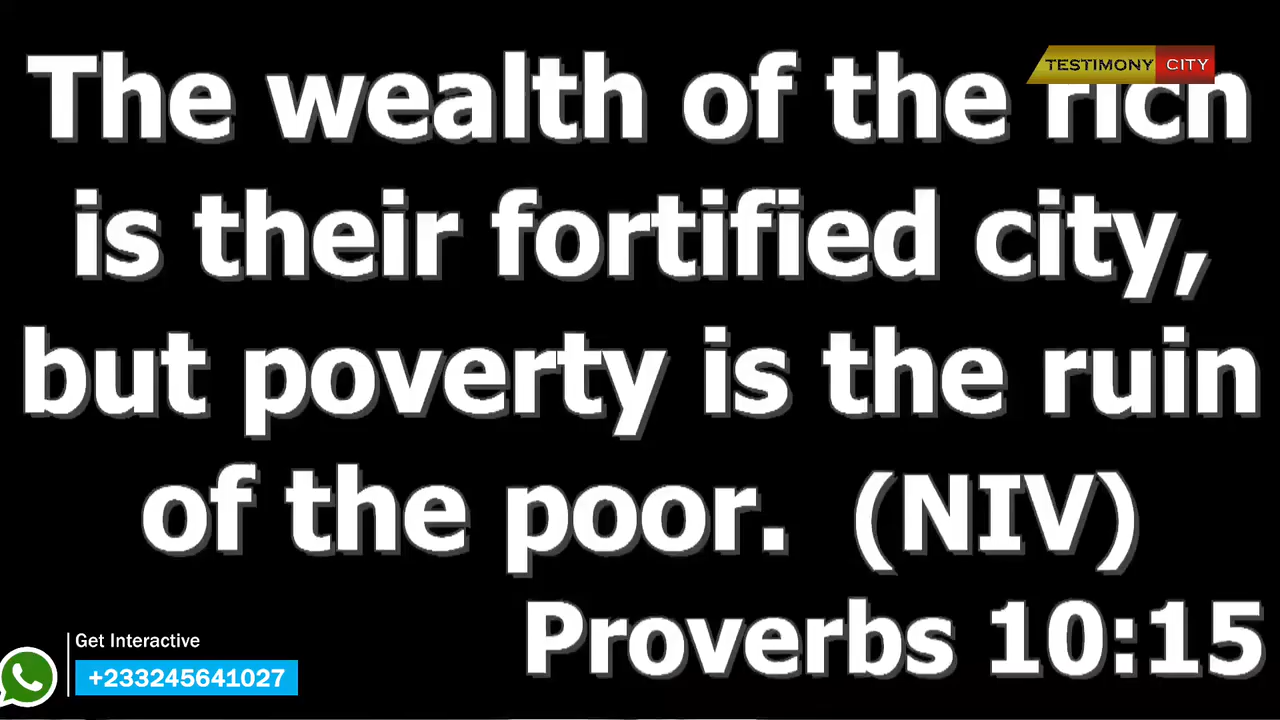 TESTIMONY CITY
The wealth of the rich
is their fortified city,
but poverty is the ruin
of the poor. (NIV)
Proverbs 10:15
Get Interactive
+233245641027